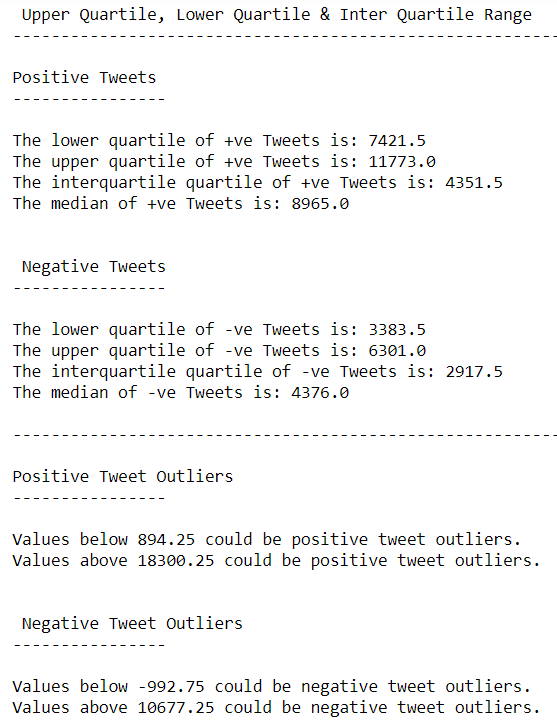 Upper Quartile, Lower Quartile & Inter Quartile Range
---------------------------------------------------------
Positive Tweets
----------------
The lower quartile of +ve Tweets is: 7421.5
The upper quartile of +ve Tweets is: 11773.0
The interquartile quartile of +ve Tweets is: 4351.5
The median of +ve Tweets is: 8965.0
Negative Tweets
----------------
The lower quartile of -ve Tweets is: 3383.5
The upper quartile of -ve Tweets is: 6301.0
The interquartile quartile of -ve Tweets is: 2917.5
The median of -ve Tweets is: 4376.0
---------------------------------------------------------
Positive Tweet Outliers
----------------
Values below 894.25 could be positive tweet outliers.
Values above 18300.25 could be positive tweet outliers.
Negative Tweet Outliers
----------------
Values below -992.75 could be negative tweet outliers.
Values above 10677.25 could be negative tweet outliers.